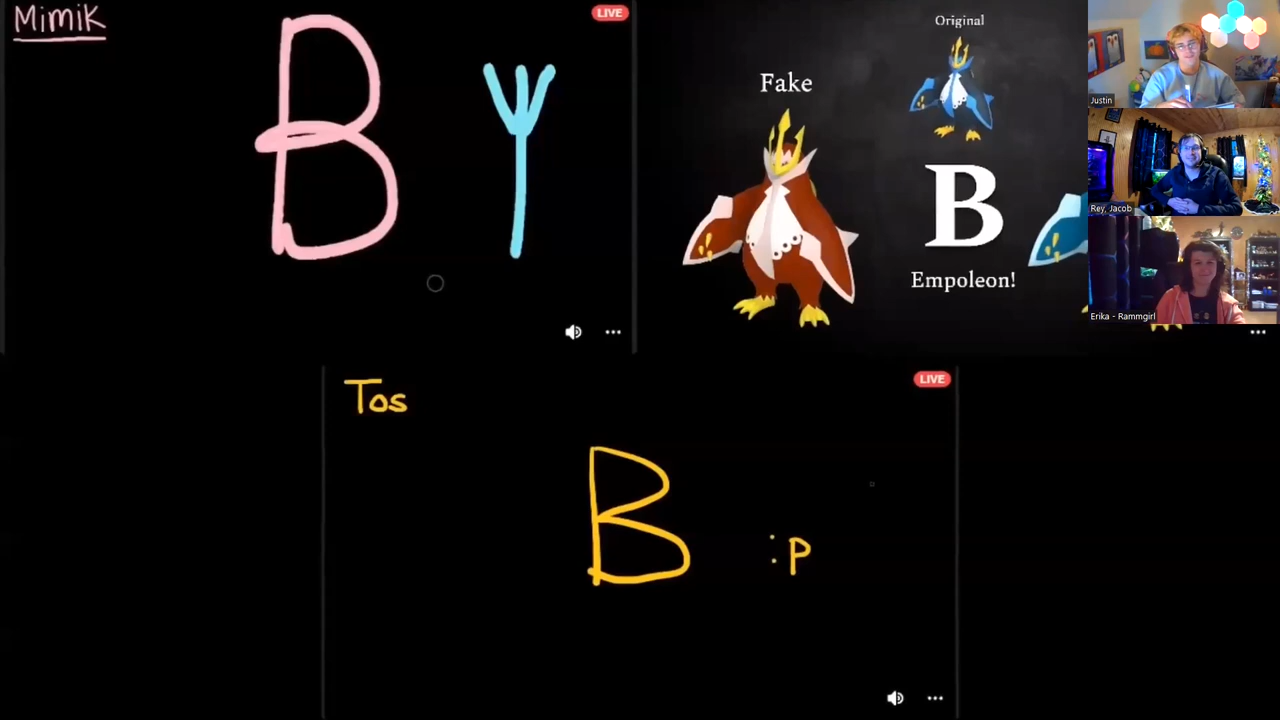 Mimik
LIVE
B
Original
Fake
B
Empoleon!
Justin
Rey, Jacob
Erika - Rammgirl
Tos
LIVE
B :P